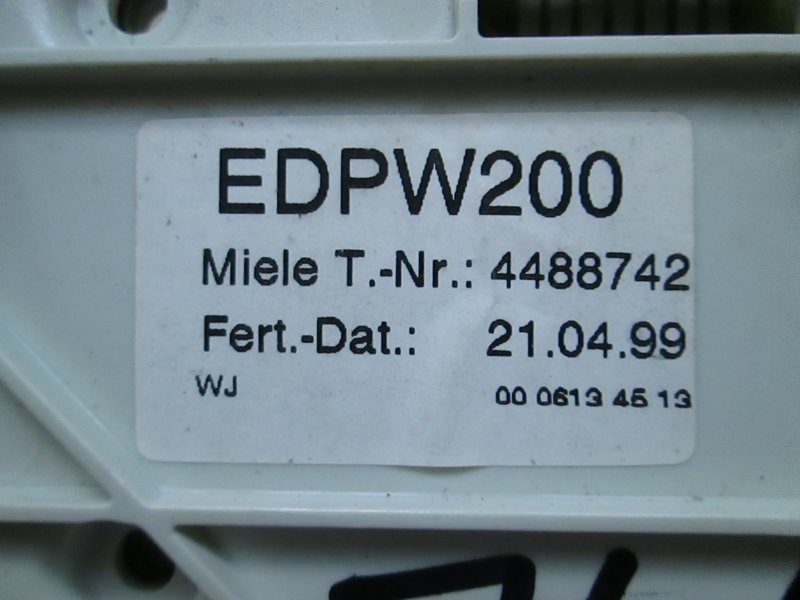 EDPW200
Miele T.-Nr.: 4488742
Fert.-Dat.: 21.04.99
WJ
00 0613 45 13